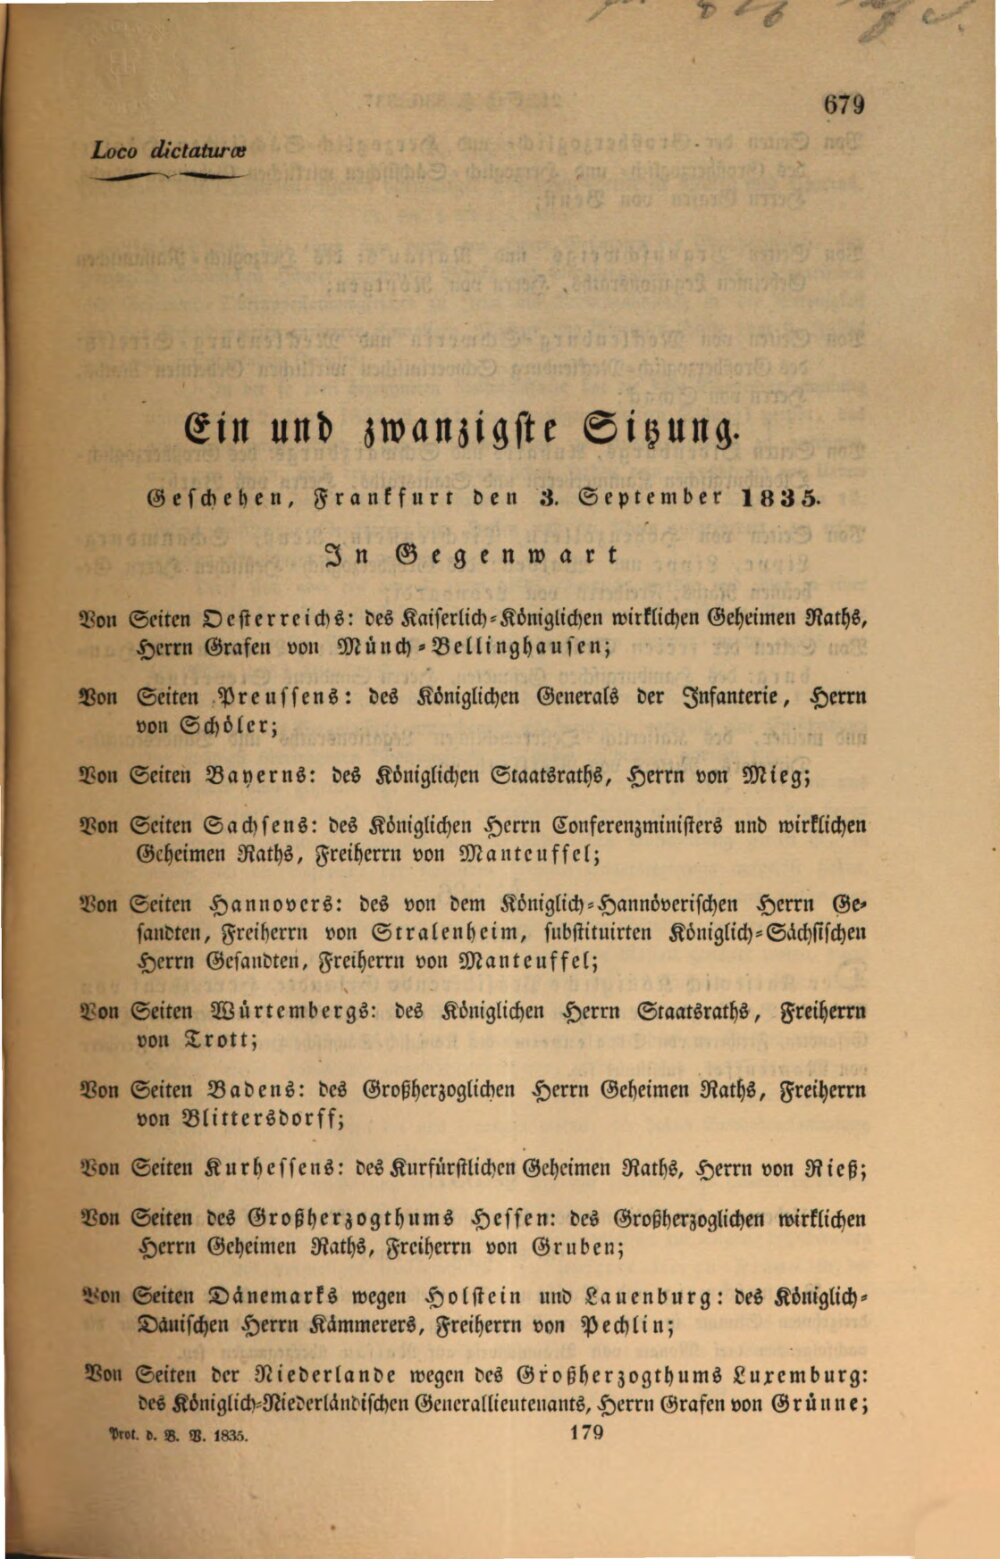 679
Loco dictaturæ
Ein und zwanzigste Sitzung.
Geschehen, Frankfurt den 3. September 1835.
In Gegenwart
Von Seiten Oesterreichs: des Kaiserlich-Königlichen wirklichen Geheimen Raths,
Herrn Grafen von Münch-Bellinghausen;
Von Seiten Preussens: des Königlichen Generals der Infanterie, Herrn
von Schöler;
Von Seiten Bayerns: des Königlichen Staatsraths, Herrn von Mieg;
Von Seiten Sachsens: des Königlichen Herrn Conferenzministers und wirklichen
Geheimen Raths, Freiherrn von Manteuffel;
Von Seiten Hannovers: des von dem Königlich-Hannöverischen Herrn Ge-
sandten, Freiherrn von Stralenheim, substituirten Königlich-Sächsischen
Herrn Gesandten, Freiherrn von Manteuffel;
Von Seiten Würtembergs: des Königlichen Herrn Staatsraths, Freiherrn
von Trott;
Von Seiten Badens: des Großherzoglichen Herrn Geheimen Raths, Freiherrn
von Blittersdorff;
Von Seiten Kurhessens: des Kurfürstlichen Geheimen Raths, Herrn von Rieß;
Von Seiten des Großherzogthums Hessen: des Großherzoglichen wirklichen
Herrn Geheimen Raths, Freiherrn von Gruben;
Von Seiten Dänemarks wegen Holstein und Lauenburg: des Königlich-
Dänischen Herrn Kämmerers, Freiherrn von Pechlin;
Von Seiten der Niederlande wegen des Großherzogthums Luxemburg:
des Königlich-Niederländischen Generallieutenants, Herrn Grafen von Grünne;
Prot. d. B. V. 1835.
179